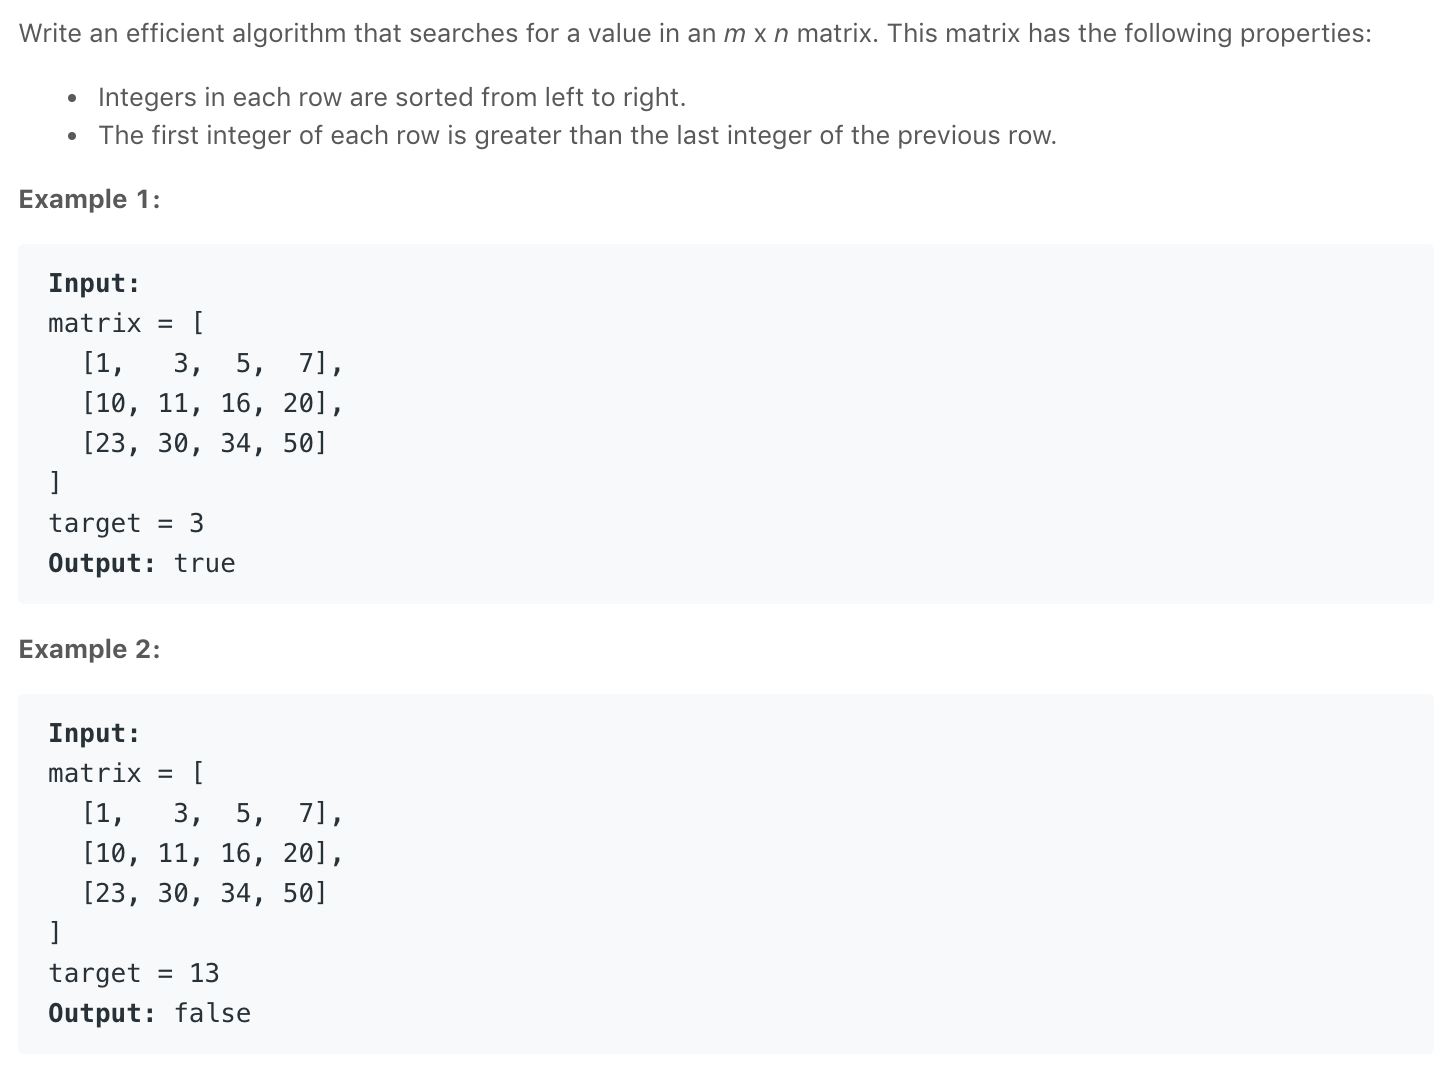 Write an efficient algorithm that searches for a value in an m x n matrix. This matrix has the following properties:
• Integers in each row are sorted from left to right.
• The first integer of each row is greater than the last integer of the previous row.
Example 1:
Input:
matrix = [
  [1,   3,  5,  7],
  [10, 11, 16, 20],
  [23, 30, 34, 50]
]
target = 3
Output: true
Example 2:
Input:
matrix = [
  [1,   3,  5,  7],
  [10, 11, 16, 20],
  [23, 30, 34, 50]
]
target = 13
Output: false